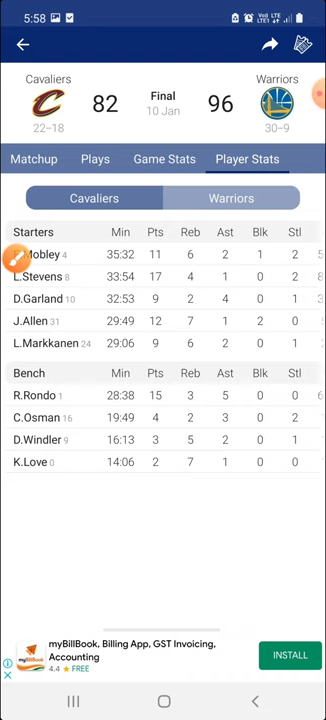 5:58
Cavaliers
82
22-18
Final
10 Jan
Warriors
96
30-9
Matchup Plays Game Stats Player Stats
Cavaliers Warriors
Starters Min Pts Reb Ast Blk Stl
Mobley 4 35:32 11 6 2 1 2 5
L.Stevens 8 33:54 17 4 1 0 2 8
D.Garland 10 32:53 9 2 4 0 1 3
J.Allen 31 29:49 12 7 1 2 0
L.Markkanen 24 29:06 9 6 2 0 1
Bench Min Pts Reb Ast Blk Stl
R.Rondo 1 28:38 15 3 5 0 0 6
C.Osman 16 19:49 4 2 3 0 2
D.Windler 9 16:13 3 5 2 0 1
K.Love 0 14:06 2 7 1 0 0
myBillBook, Billing App, GST Invoicing,
Accounting
4.4 ★ FREE
myBillBook
INSTALL